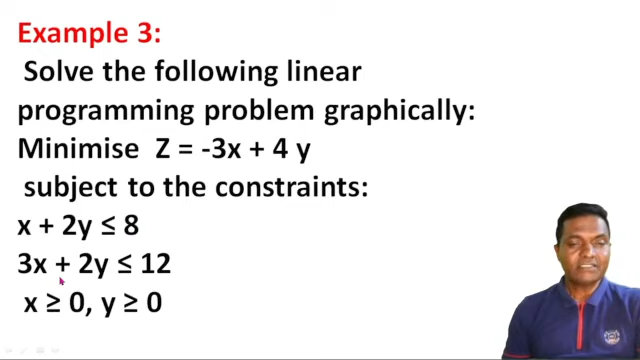 Example 3:
Solve the following linear
programming problem graphically:
Minimise Z = -3x + 4 y
subject to the constraints:
x + 2y ≤ 8
3x + 2y ≤ 12
x ≥ 0, y ≥ 0